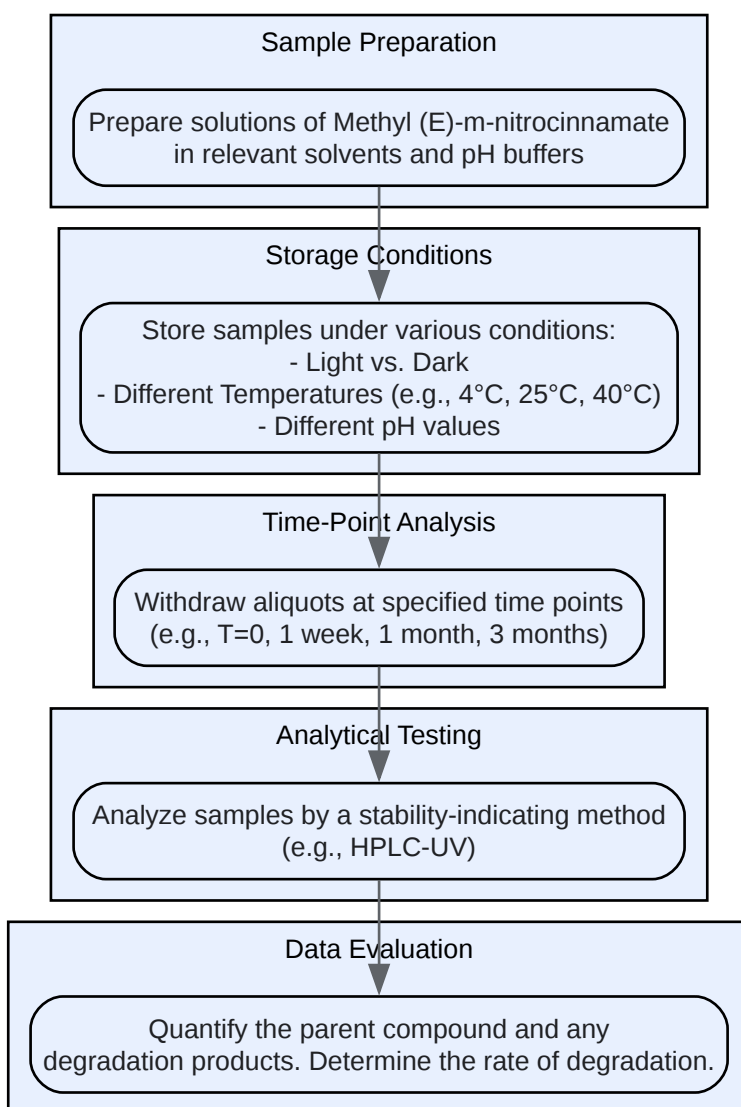 Sample Preparation
Prepare solutions of Methyl (E)-m-nitrocinnamate
in relevant solvents and pH buffers
Storage Conditions
Store samples under various conditions:
- Light vs. Dark
- Different Temperatures (e.g., 4°C, 25°C, 40°C)
- Different pH values
Time-Point Analysis
Withdraw aliquots at specified time points
(e.g., T=0, 1 week, 1 month, 3 months)
Analytical Testing
Analyze samples by a stability-indicating method
(e.g., HPLC-UV)
Data Evaluation
Quantify the parent compound and any
degradation products. Determine the rate of degradation.